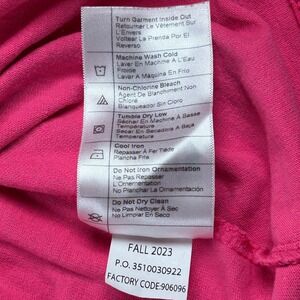 Turn Garment Inside Out
Retourner Le Vêtement Sur
L'Envers
Voltear La Prenda Por El
Reverso
Machine Wash Cold
Laver En Machine A L'Eau
Froide
Lavar A Máquina En Frío
Non-Chlorine Bleach
Agent De Blanchiment Non
Chloré
Blanqueador Sin Cloro
Tumble Dry Low
Sécher En Machine À Basse
Température
Secar En Secadora A Baja
Temperatura
Cool Iron
Repasser À Fer Tiède
Plancha Fría
Do Not Iron Ornamentation
Ne Pas Repasser
L'Ornementation
No Planchar La Ornamentación
Do Not Dry Clean
Ne Pas Nettoyer À Sec
No Limpiar En Seco
FALL 2023
P.O. 3510030922
FACTORY CODE:906096